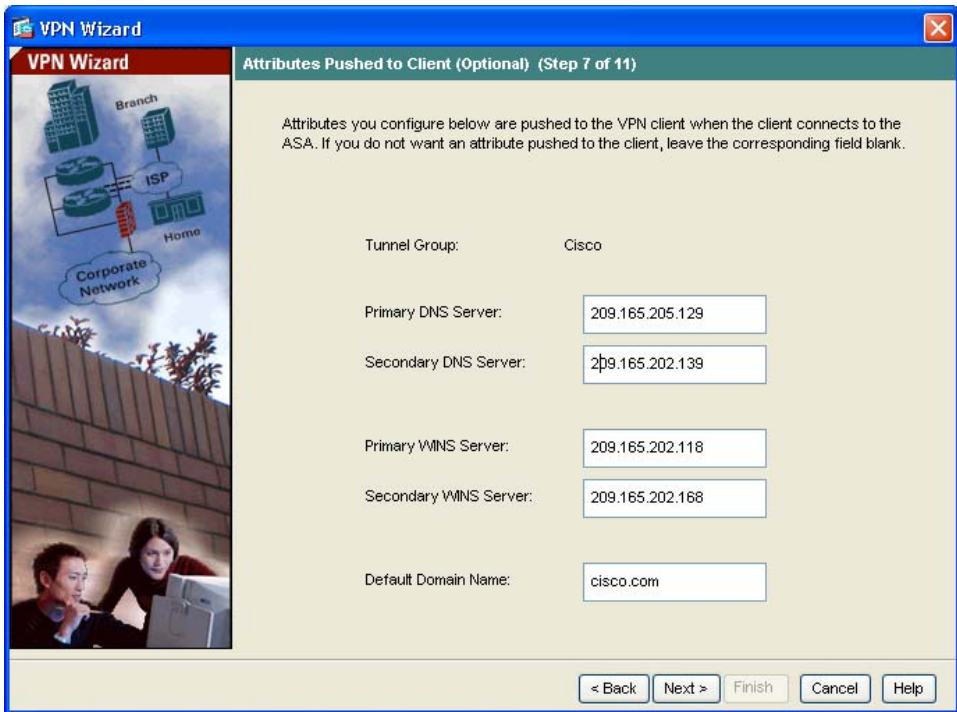 VPN Wizard
VPN Wizard
Branch
ISP
Home
Corporate
Network
Attributes Pushed to Client (Optional) (Step 7 of 11)
Attributes you configure below are pushed to the VPN client when the client connects to the
ASA. If you do not want an attribute pushed to the client, leave the corresponding field blank.
Tunnel Group: Cisco
Primary DNS Server: 209.165.205.129
Secondary DNS Server: 209.165.202.139
Primary WINS Server: 209.165.202.118
Secondary WINS Server: 209.165.202.168
Default Domain Name: cisco.com
< Back Next > Finish Cancel Help